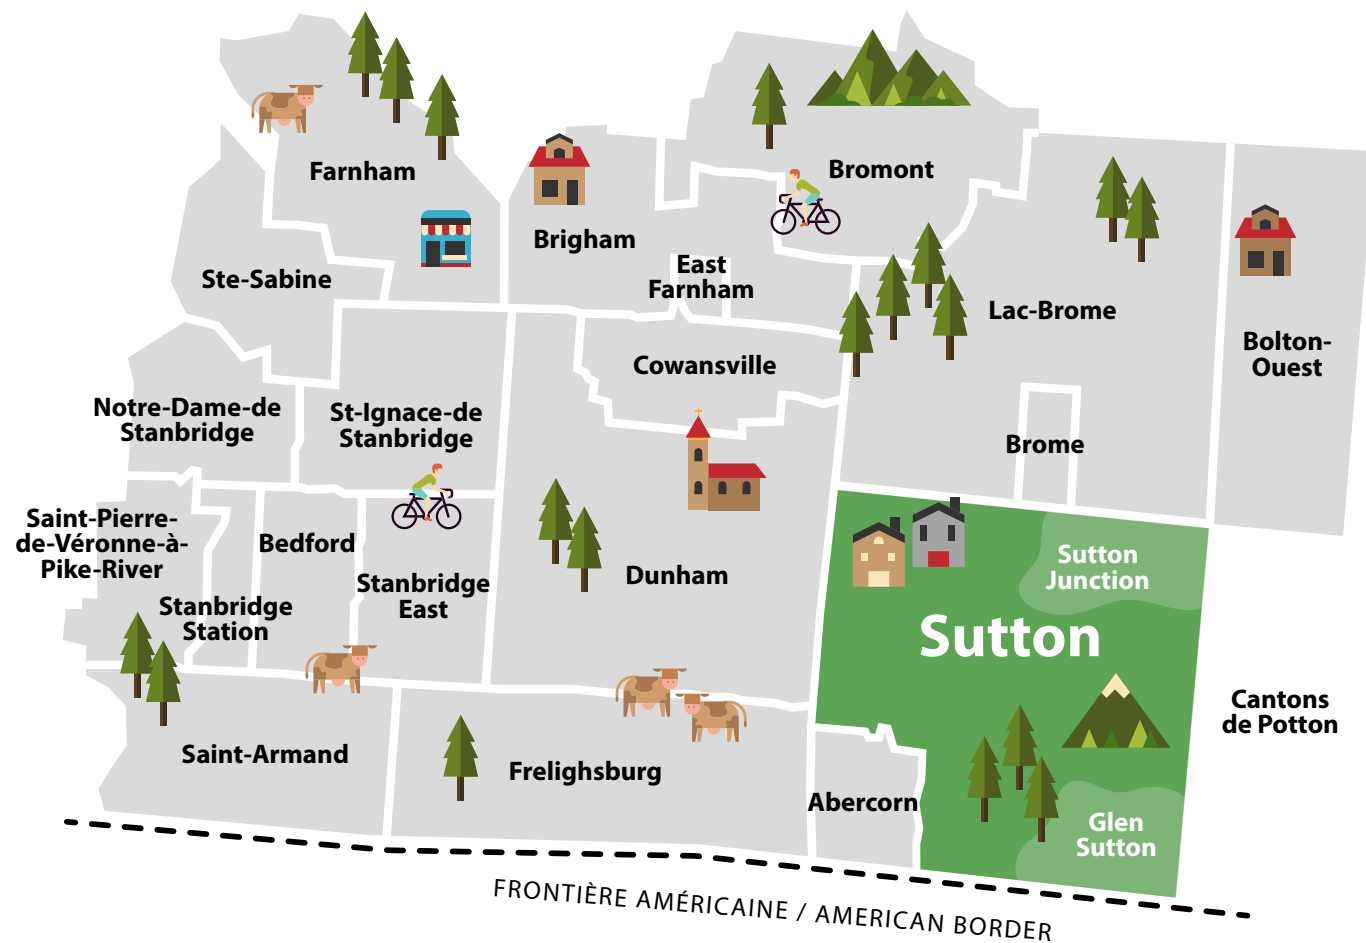 Farnham
Bromont
Brigham
Ste-Sabine
East
Farnham
Lac-Brome
Bolton-
Ouest
Cowansville
Notre-Dame-de
Stanbridge
St-Ignace-de
Stanbridge
Brome
Saint-Pierre-
de-Véronne-à-
Pike-River
Bedford
Stanbridge
East
Dunham
Sutton
Junction
Stanbridge
Station
Sutton
Cantons
de Potton
Saint-Armand
Frelighsburg
Abercorn
Glen
Sutton
FRONTIÈRE AMÉRICAINE / AMERICAN BORDER